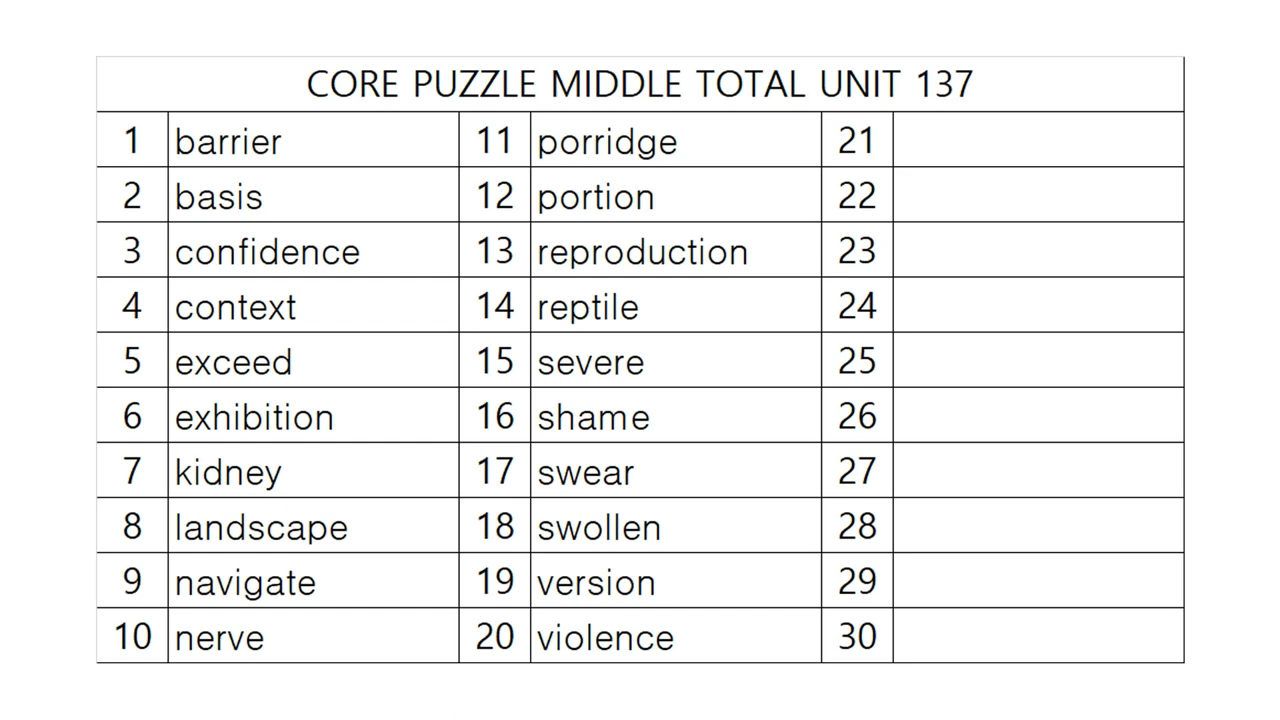 CORE PUZZLE MIDDLE TOTAL UNIT 137
1 barrier 11 porridge 21
2 basis 12 portion 22
3 confidence 13 reproduction 23
4 context 14 reptile 24
5 exceed 15 severe 25
6 exhibition 16 shame 26
7 kidney 17 swear 27
8 landscape 18 swollen 28
9 navigate 19 version 29
10 nerve 20 violence 30